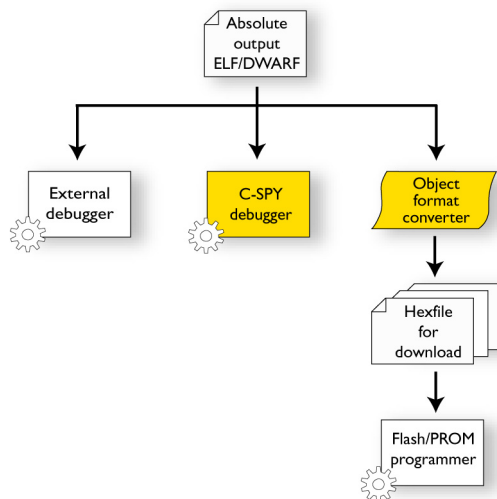 Absolute
output
ELF/DWARF
External
debugger
C-SPY
debugger
Object
format
converter
Hexfile
for
download
Flash/PROM
programmer